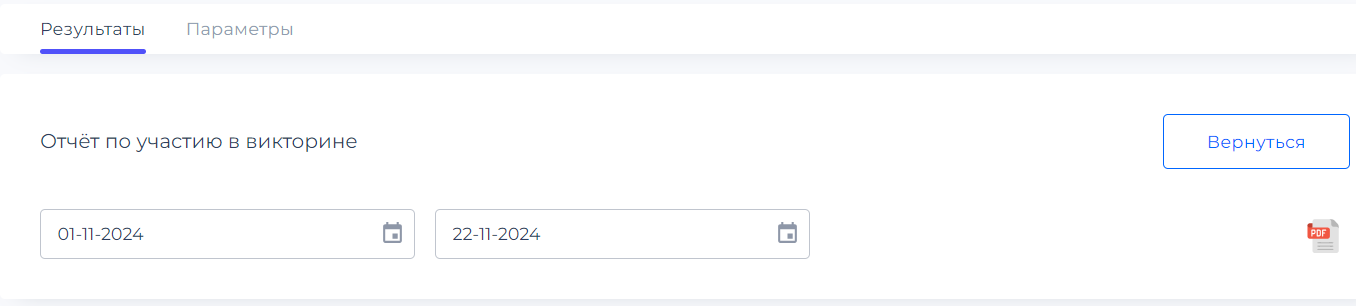 Результаты Параметры
Отчёт по участию в викторине
Вернуться
01-11-2024 22-11-2024
PDF